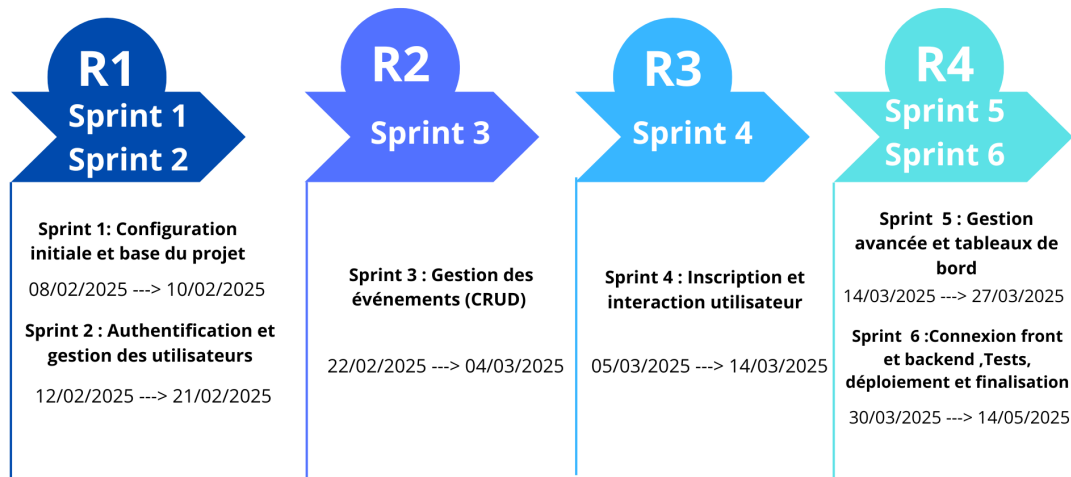 R1
Sprint 1
Sprint 2
Sprint 1: Configuration
initiale et base du projet
08/02/2025 ---> 10/02/2025
Sprint 2 : Authentification et
gestion des utilisateurs
12/02/2025 ---> 21/02/2025
R2
Sprint 3
Sprint 3 : Gestion des
événements (CRUD)
22/02/2025 ---> 04/03/2025
R3
Sprint 4
Sprint 4 : Inscription et
interaction utilisateur
05/03/2025 ---> 14/03/2025
R4
Sprint 5
Sprint 6
Sprint  5 : Gestion
avancée et tableaux de
bord
14/03/2025 ---> 27/03/2025
Sprint  6 :Connexion front
et backend ,Tests,
déploiement et finalisation
30/03/2025 ---> 14/05/2025